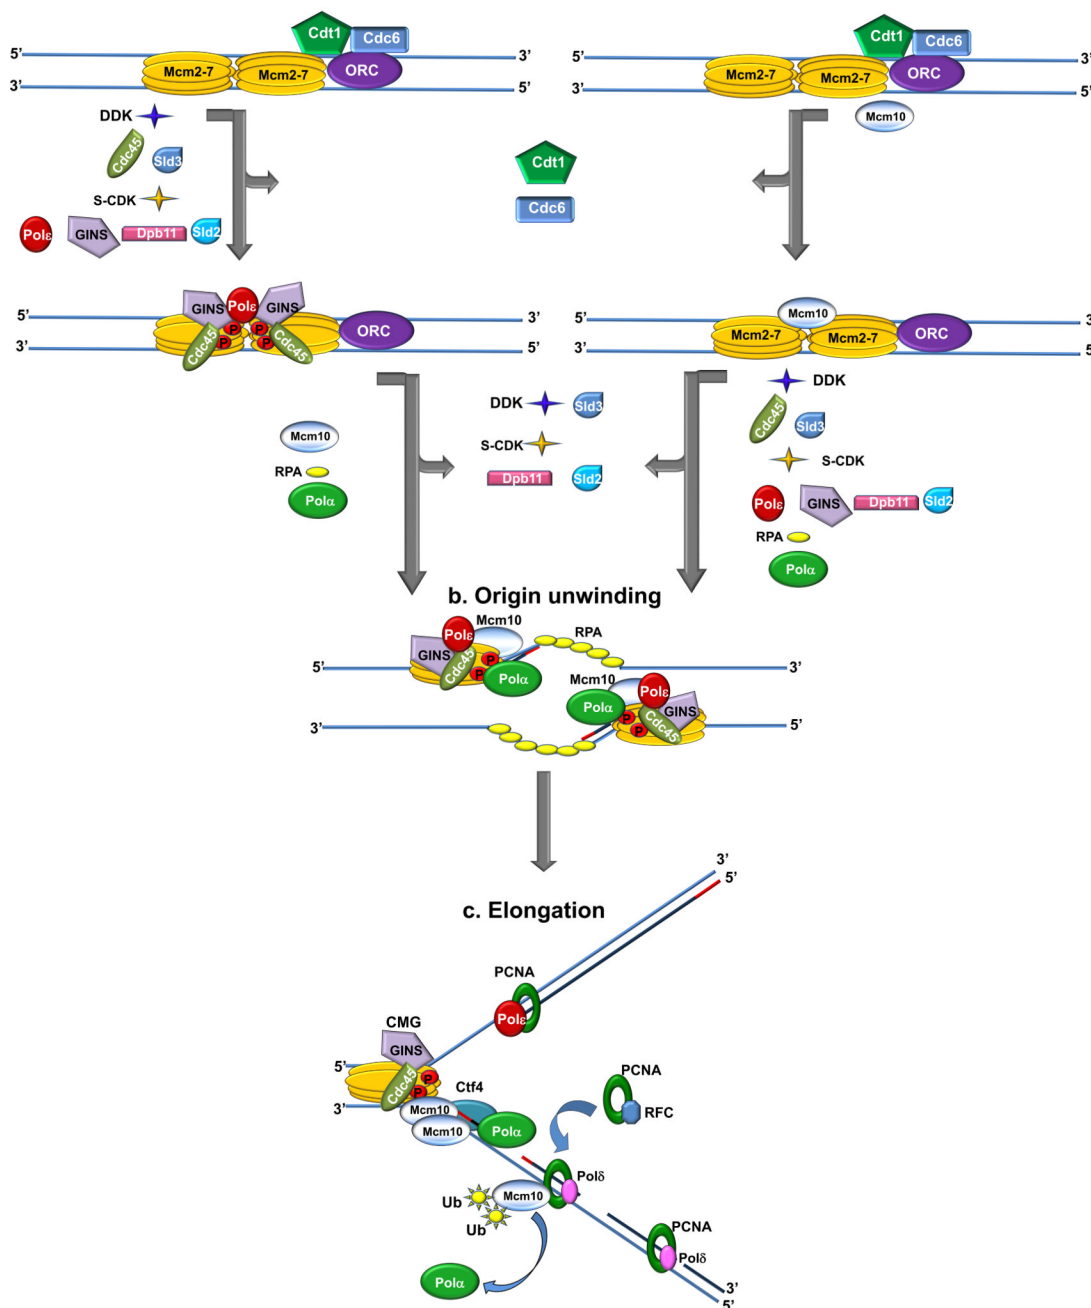 Cdt1
Cdc6
5’
3’
Mcm2-7
Mcm2-7
ORC
3’
5’
Cdt1
Cdc6
5’
3’
Mcm2-7
Mcm2-7
ORC
3’
5’
DDK
Cdc45
Sld3
S-CDK
Polε
GINS
Dpb11
Sld2
Cdt1
Cdc6
Mcm10
5’
3’
GINS
Polε
GINS
P
P
P
P
Cdc45
Cdc45
ORC
3’
5’
Mcm10
5’
3’
Mcm2-7
Mcm2-7
ORC
3’
5’
Mcm10
RPA
Polα
DDK
Sld3
S-CDK
Dpb11
Sld2
DDK
Cdc45
Sld3
S-CDK
Polε
GINS
Dpb11
Sld2
RPA
Polα
b. Origin unwinding
Mcm10
RPA
Polε
GINS
Cdc45
P
P
Polα
5’
3’
Mcm10
Polε
Polα
GINS
P
P
Cdc45
3’
5’
c. Elongation
3’
5’
PCNA
Polε
CMG
GINS
5’
Cdc45
P
P
3’
Ctf4
Mcm10
Mcm10
Polα
PCNA
RFC
Polδ
Mcm10
Ub
Ub
Polα
PCNA
Polδ
3’
5’